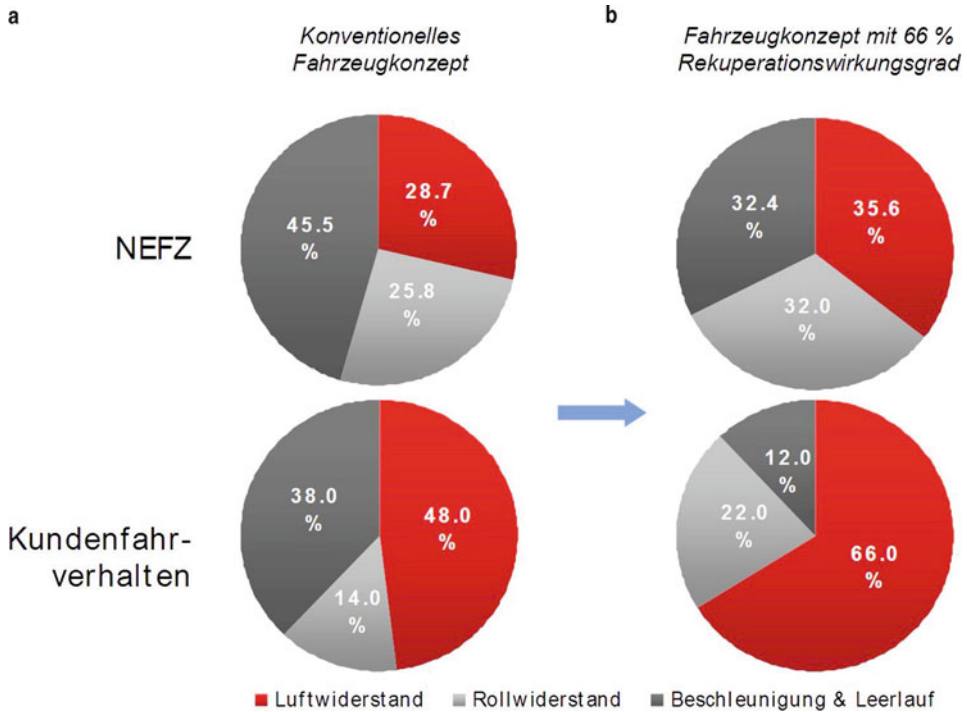 a
Konventionelles
Fahrzeugkonzept
b
Fahrzeugkonzept mit 66 %
Rekuperationswirkungsgrad
NEFZ
45.5
%
28.7
%
25.8
%
32.4
%
35.6
%
32.0
%
Kundenfahr-
verhalten
38.0
%
48.0
%
14.0
%
12.0
%
22.0
%
66.0
%
Luftwiderstand
Rollwiderstand
Beschleunigung & Leerlauf